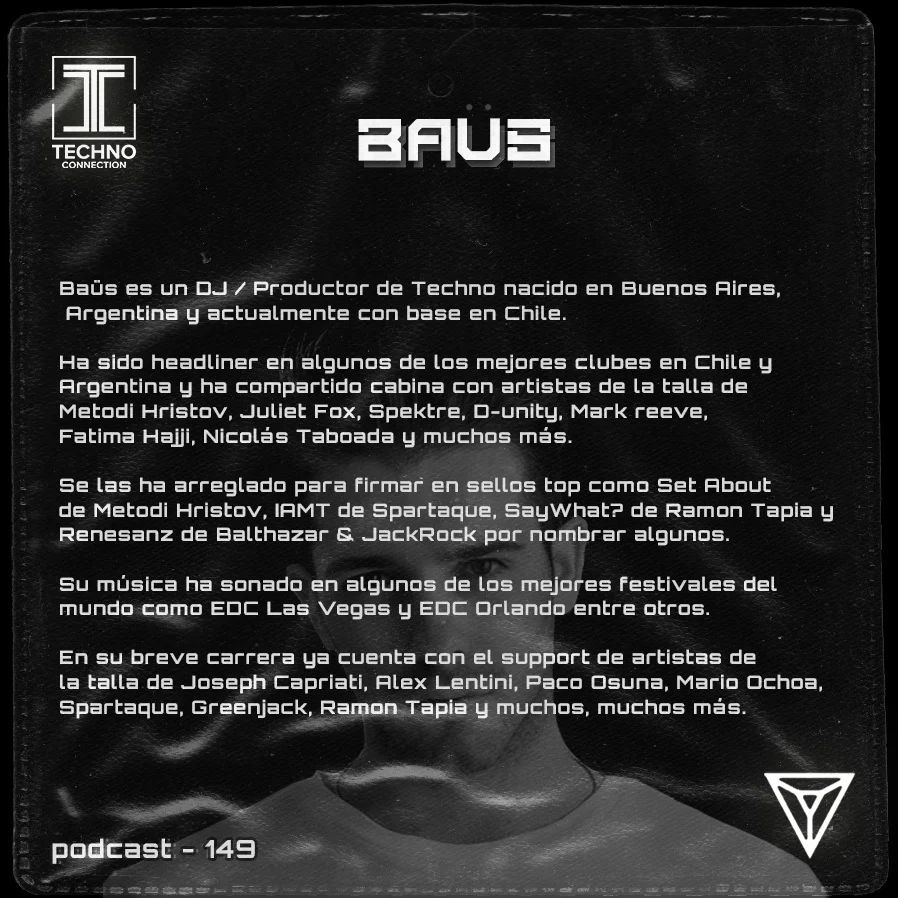 TECHNO
CONNECTION
BAÜS
Baüs es un DJ / Productor de Techno nacido en Buenos Aires,
Argentina y actualmente con base en Chile.
Ha sido headliner en algunos de los mejores clubes en Chile y
Argentina y ha compartido cabina con artistas de la talla de
Metodi Hristov, Juliet Fox, Spektre, D-unity, Mark reeve,
Fatima Hajji, Nicolás Taboada y muchos más.
Se las ha arreglado para firmar en sellos top como Set About
de Metodi Hristov, IAMT de Spartaque, SayWhat? de Ramon Tapia y
Renesanz de Balthazar & JackRock por nombrar algunos.
Su música ha sonado en algunos de los mejores festivales del
mundo como EDC Las Vegas y EDC Orlando entre otros.
En su breve carrera ya cuenta con el support de artistas de
la talla de Joseph Capriati, Alex Lentini, Paco Osuna, Mario Ochoa,
Spartaque, Greenjack, Ramon Tapia y muchos, muchos más.
podcast - 149